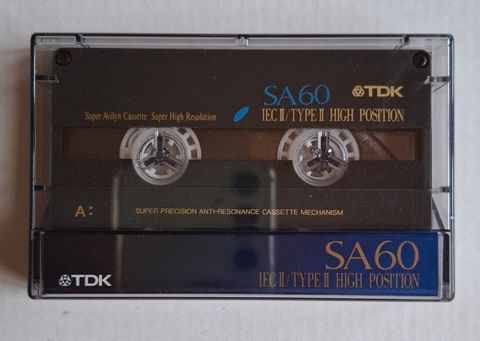 SA60 TDK
Super Avilyn Cassette Super High Resolution IEC II/TYPE II HIGH POSITION
A:
SUPER PRECISION ANTI-RESONANCE CASSETTE MECHANISM
SA60
TDK IEC II/TYPE II HIGH POSITION